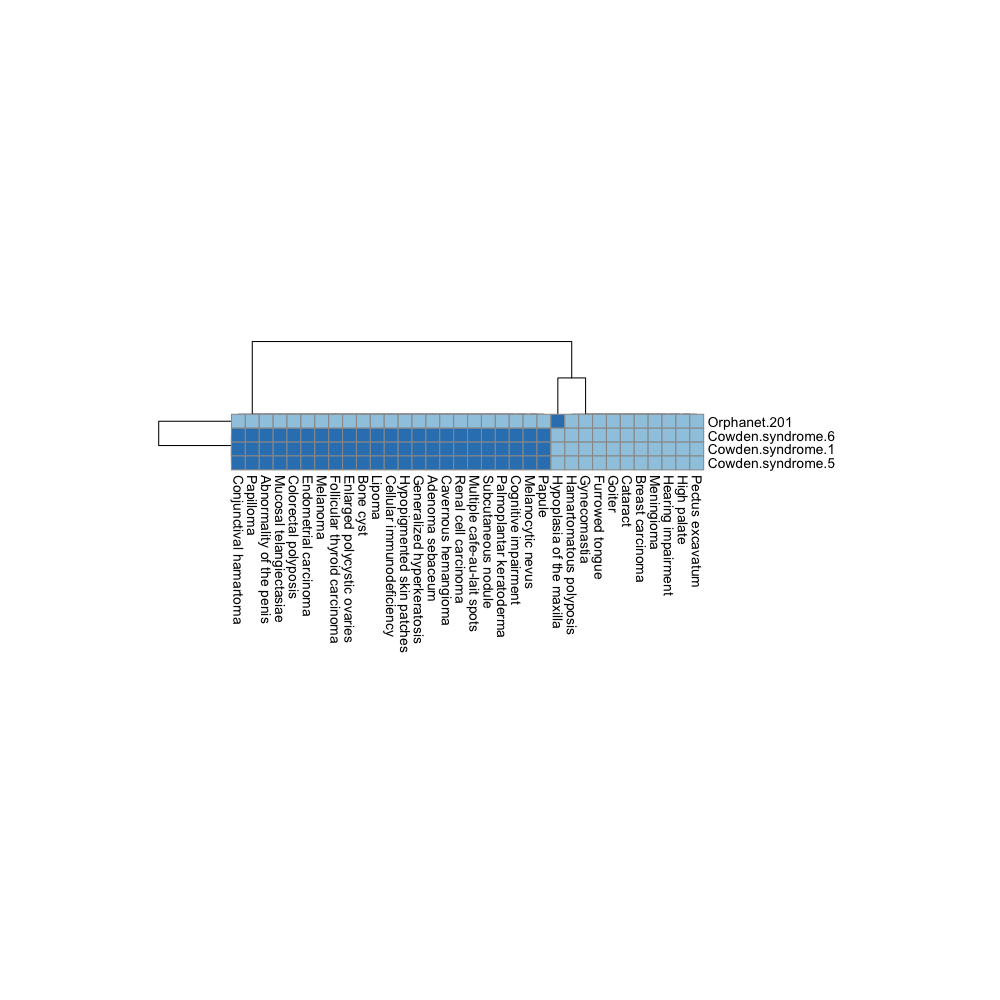 Orphanet.201
Cowden.syndrome.6
Cowden.syndrome.1
Cowden.syndrome.5
Conjunctival hamartoma
Papilloma
Abnormality of the penis
Mucosal telangiectasiae
Colorectal polyposis
Endometrial carcinoma
Melanoma
Follicular thyroid carcinoma
Enlarged polycystic ovaries
Bone cyst
Lipoma
Cellular immunodeficiency
Hypopigmented skin patches
Generalized hyperkeratosis
Adenoma sebaceum
Cavernous hemangioma
Renal cell carcinoma
Multiple cafe-au-lait spots
Subcutaneous nodule
Palmoplantar keratoderma
Cognitive impairment
Melanocytic nevus
Papule
Hypoplasia of the maxilla
Hamartomatous polyposis
Gynecomastia
Furrowed tongue
Goiter
Cataract
Breast carcinoma
Meningioma
Hearing impairment
High palate
Pectus excavatum